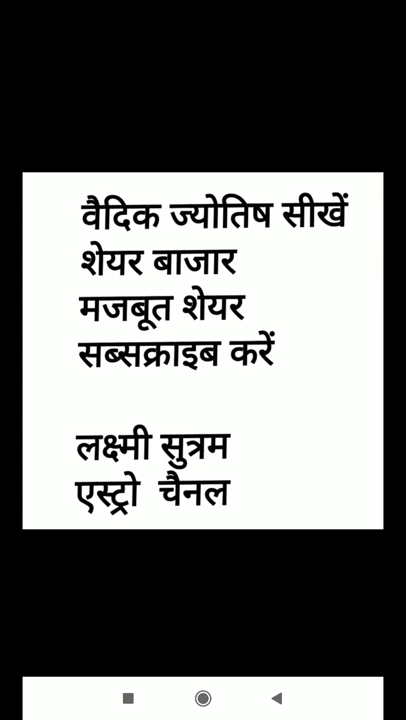 वैदिक ज्योतिष सीखें
शेयर बाजार
मजबूत शेयर
सब्सक्राइब करें
लक्ष्मी सुत्रम
एस्ट्रो चैनल